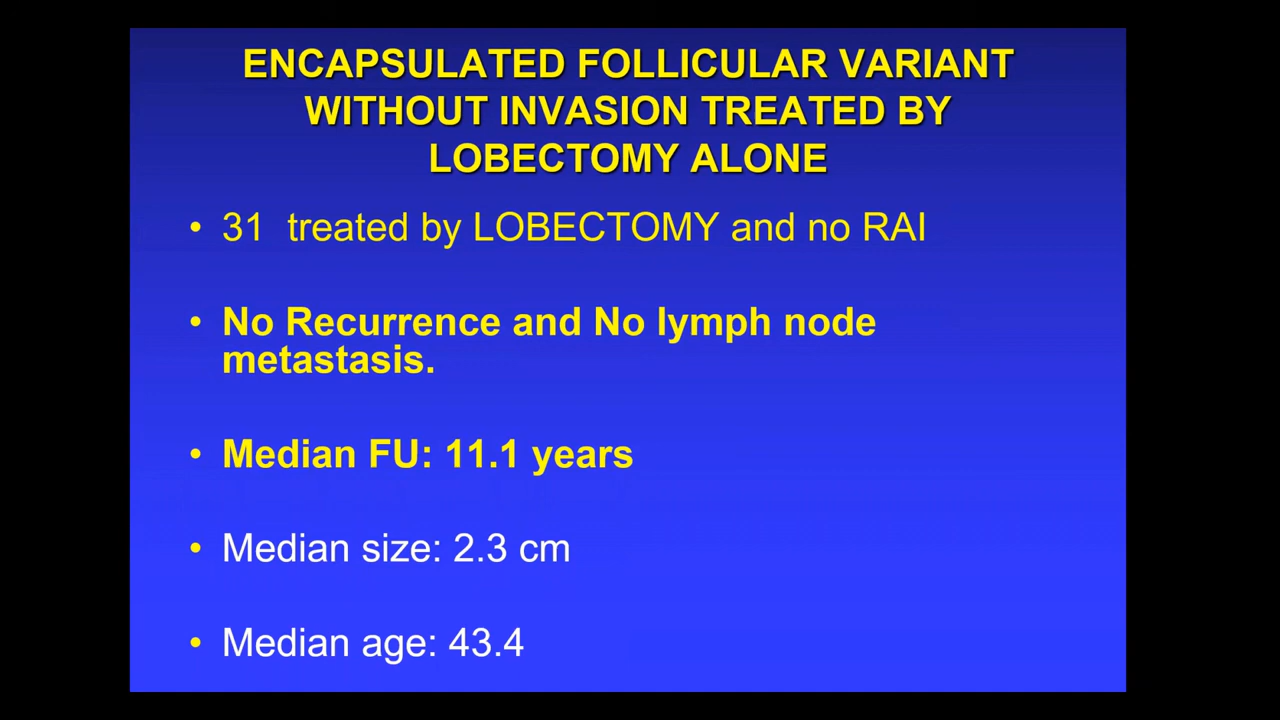 ENCAPSULATED FOLLICULAR VARIANT
WITHOUT INVASION TREATED BY
LOBECTOMY ALONE
• 31 treated by LOBECTOMY and no RAI
• No Recurrence and No lymph node
metastasis.
• Median FU: 11.1 years
• Median size: 2.3 cm
• Median age: 43.4